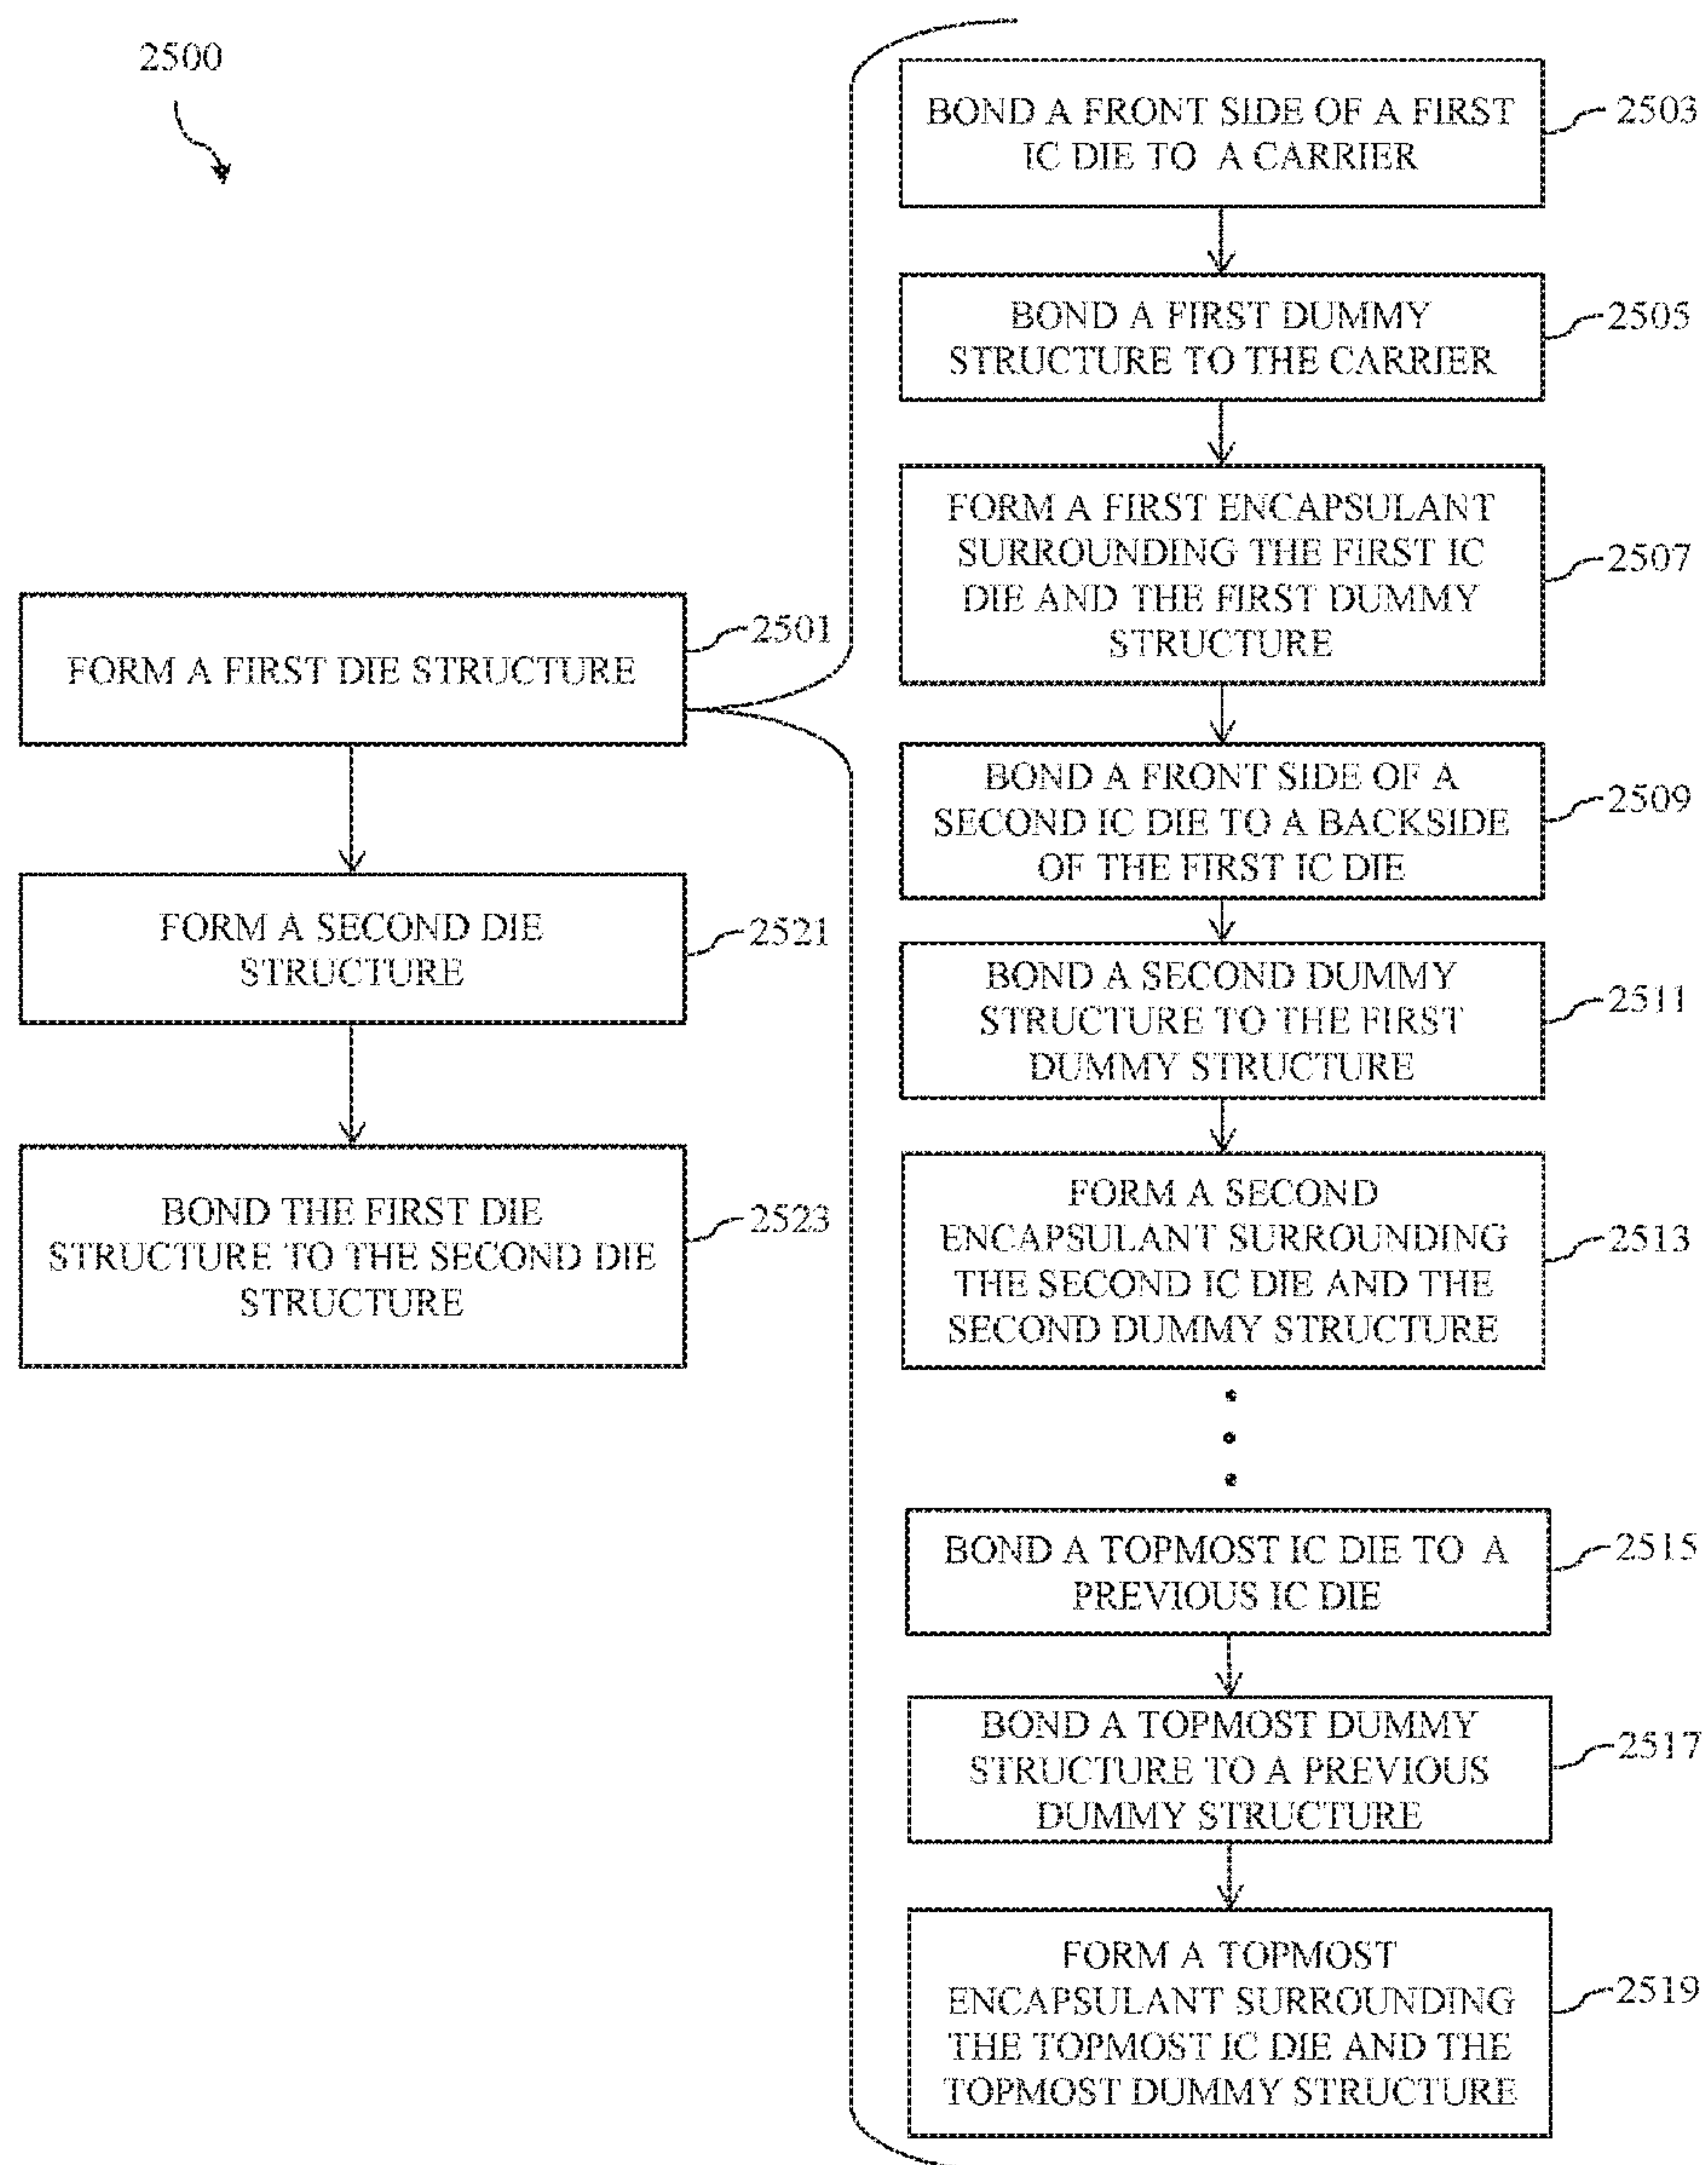 2500
FORM A FIRST DIE STRUCTURE
2501
FORM A SECOND DIE
STRUCTURE
2521
BOND THE FIRST DIE
STRUCTURE TO THE SECOND DIE
STRUCTURE
2523
BOND A FRONT SIDE OF A FIRST
IC DIE TO A CARRIER
2503
BOND A FIRST DUMMY
STRUCTURE TO THE CARRIER
2505
FORM A FIRST ENCAPSULANT
SURROUNDING THE FIRST IC
DIE AND THE FIRST DUMMY
STRUCTURE
2507
BOND A FRONT SIDE OF A
SECOND IC DIE TO A BACKSIDE
OF THE FIRST IC DIE
2509
BOND A SECOND DUMMY
STRUCTURE TO THE FIRST
DUMMY STRUCTURE
2511
FORM A SECOND
ENCAPSULANT SURROUNDING
THE SECOND IC DIE AND THE
SECOND DUMMY STRUCTURE
2513
BOND A TOPMOST IC DIE TO A
PREVIOUS IC DIE
2515
BOND A TOPMOST DUMMY
STRUCTURE TO A PREVIOUS
DUMMY STRUCTURE
2517
FORM A TOPMOST
ENCAPSULANT SURROUNDING
THE TOPMOST IC DIE AND THE
TOPMOST DUMMY STRUCTURE
2519